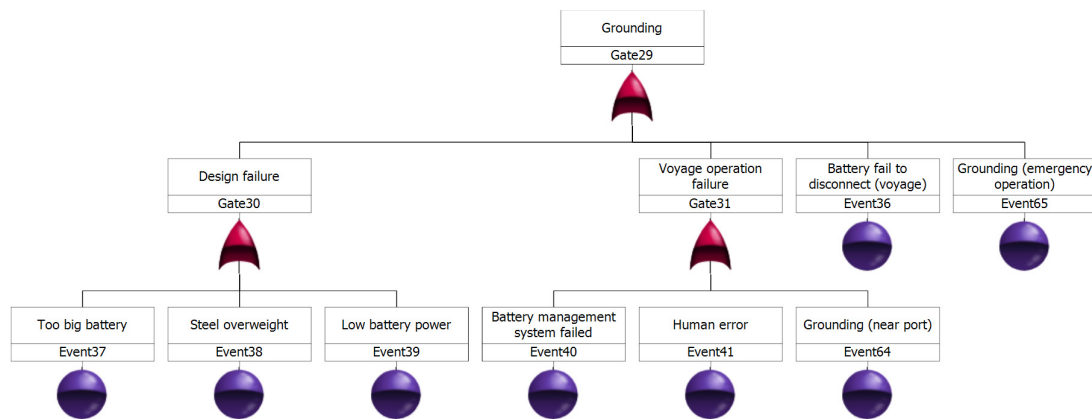 Grounding
Gate29
Design failure
Gate30
Voyage operation
failure
Gate31
Battery fail to
disconnect (voyage)
Event36
Grounding (emergency
operation)
Event65
Too big battery
Event37
Steel overweight
Event38
Low battery power
Event39
Battery management
system failed
Event40
Human error
Event41
Grounding (near port)
Event64